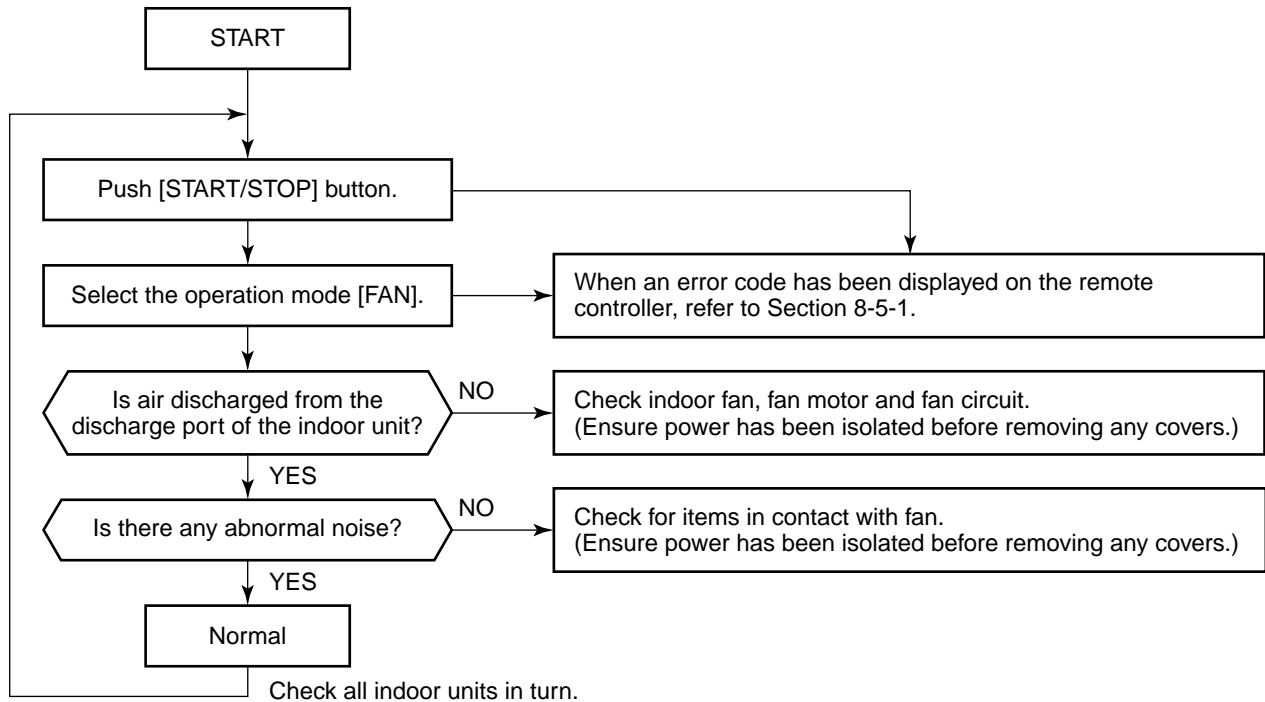 START
Push [START/STOP] button.
Select the operation mode [FAN].
When an error code has been displayed on the remote
controller, refer to Section 8-5-1.
Is air discharged from the
discharge port of the indoor unit?
NO
Check indoor fan, fan motor and fan circuit.
(Ensure power has been isolated before removing any covers.)
YES
Is there any abnormal noise?
NO
Check for items in contact with fan.
(Ensure power has been isolated before removing any covers.)
YES
Normal
Check all indoor units in turn.